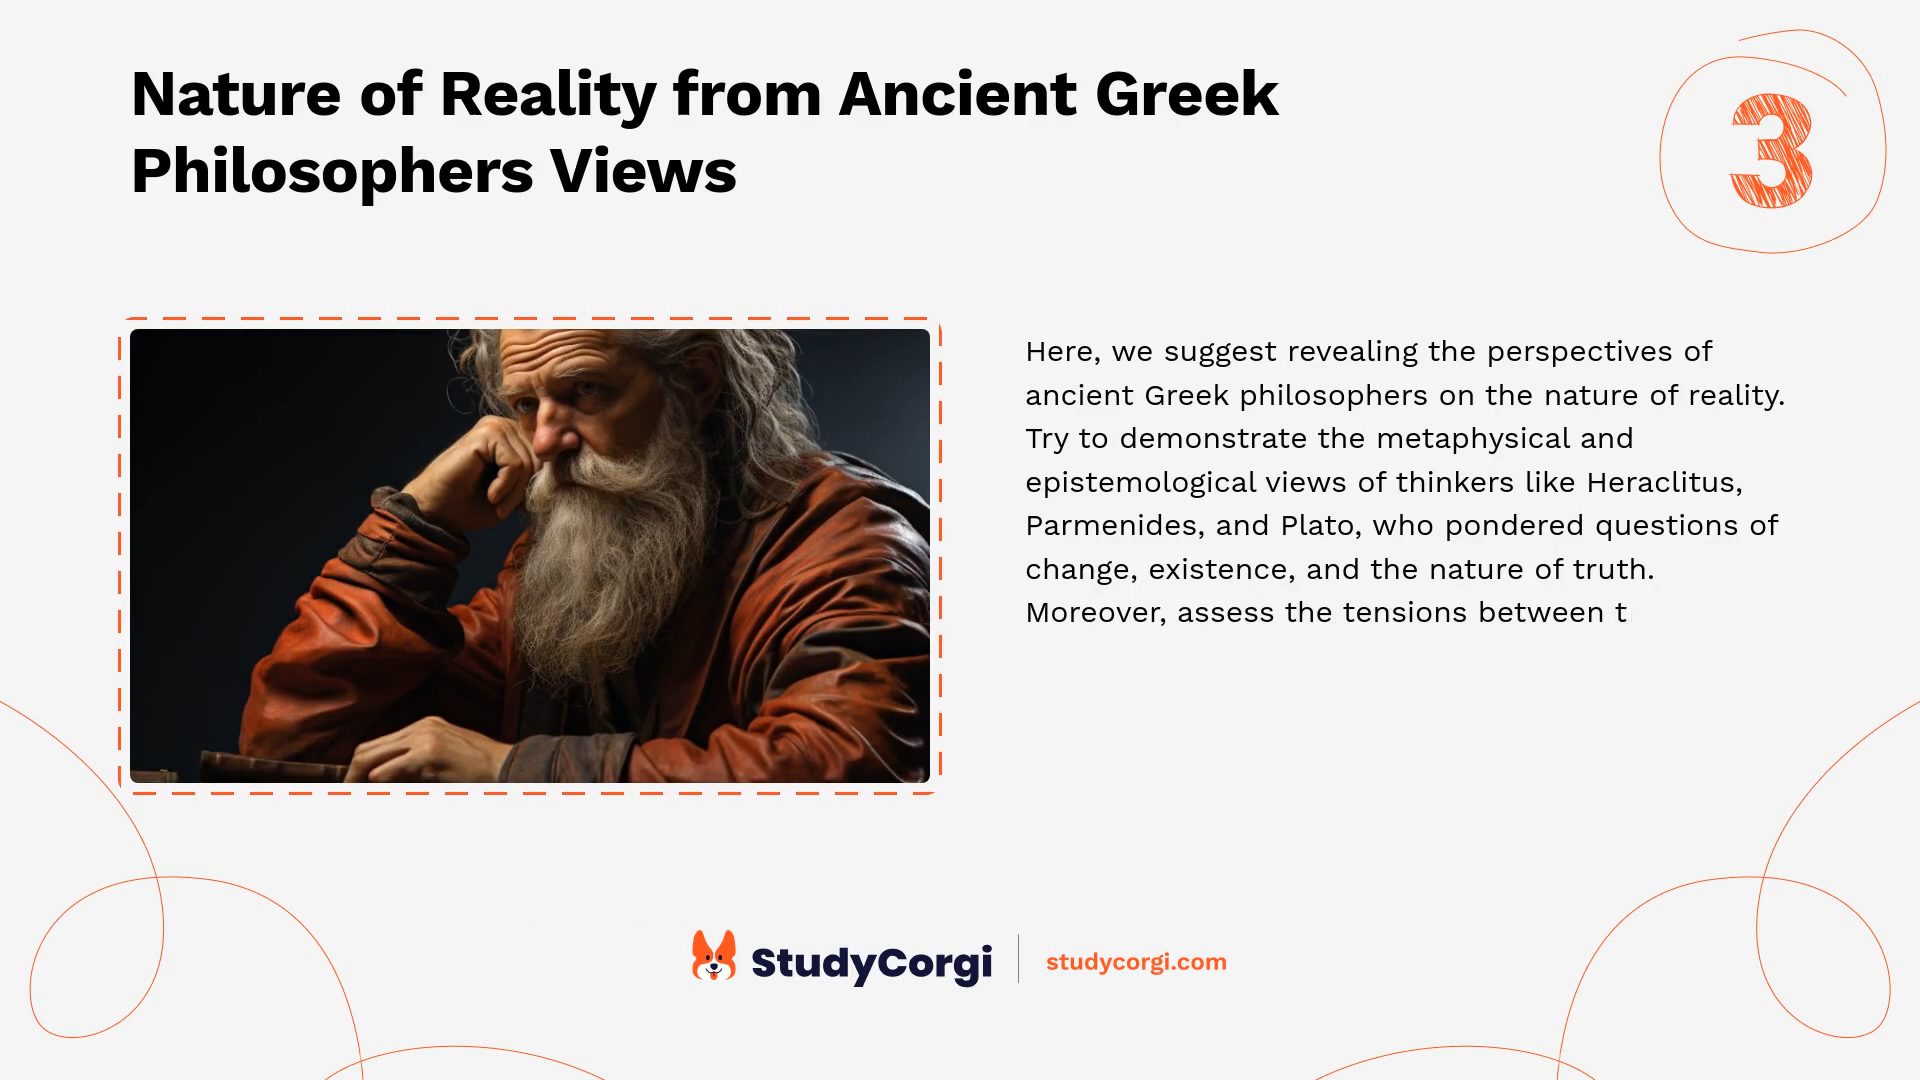 Nature of Reality from Ancient Greek
Philosophers Views
3
Here, we suggest revealing the perspectives of
ancient Greek philosophers on the nature of reality.
Try to demonstrate the metaphysical and
epistemological views of thinkers like Heraclitus,
Parmenides, and Plato, who pondered questions of
change, existence, and the nature of truth.
Moreover, assess the tensions between t
StudyCorgi
studycorgi.com